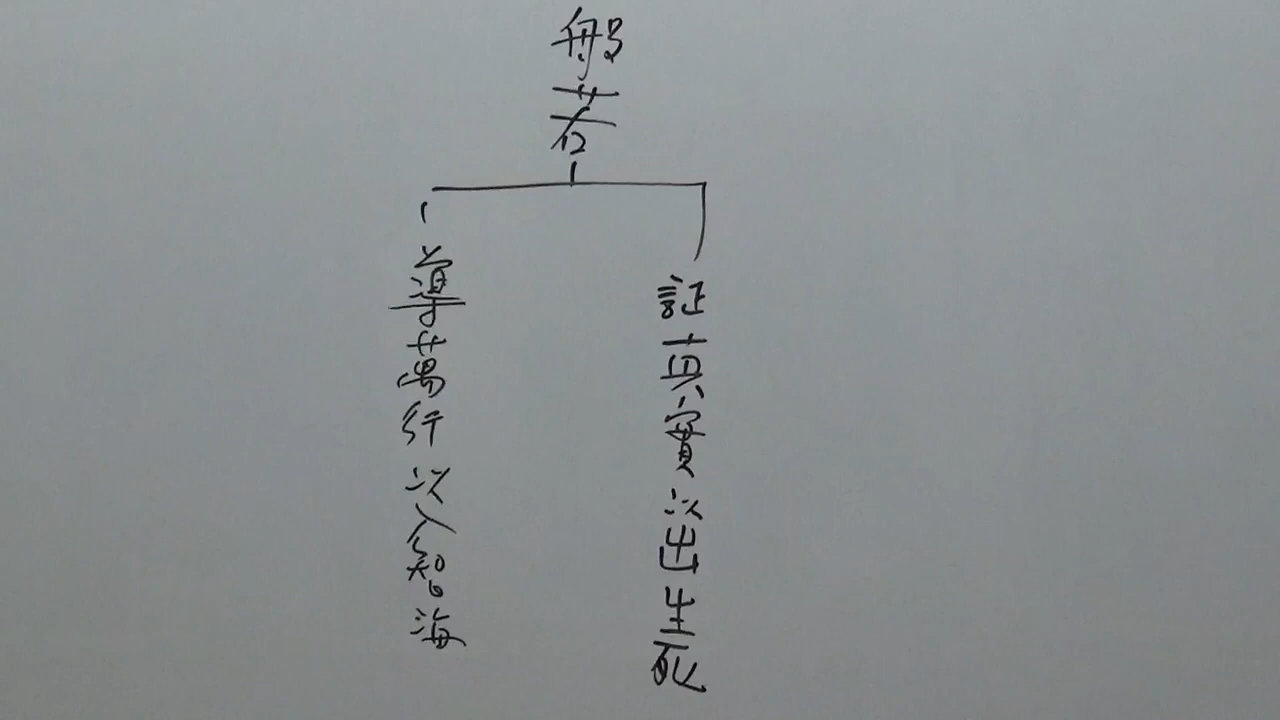 般若
証真實以出生死
導萬行以入智海